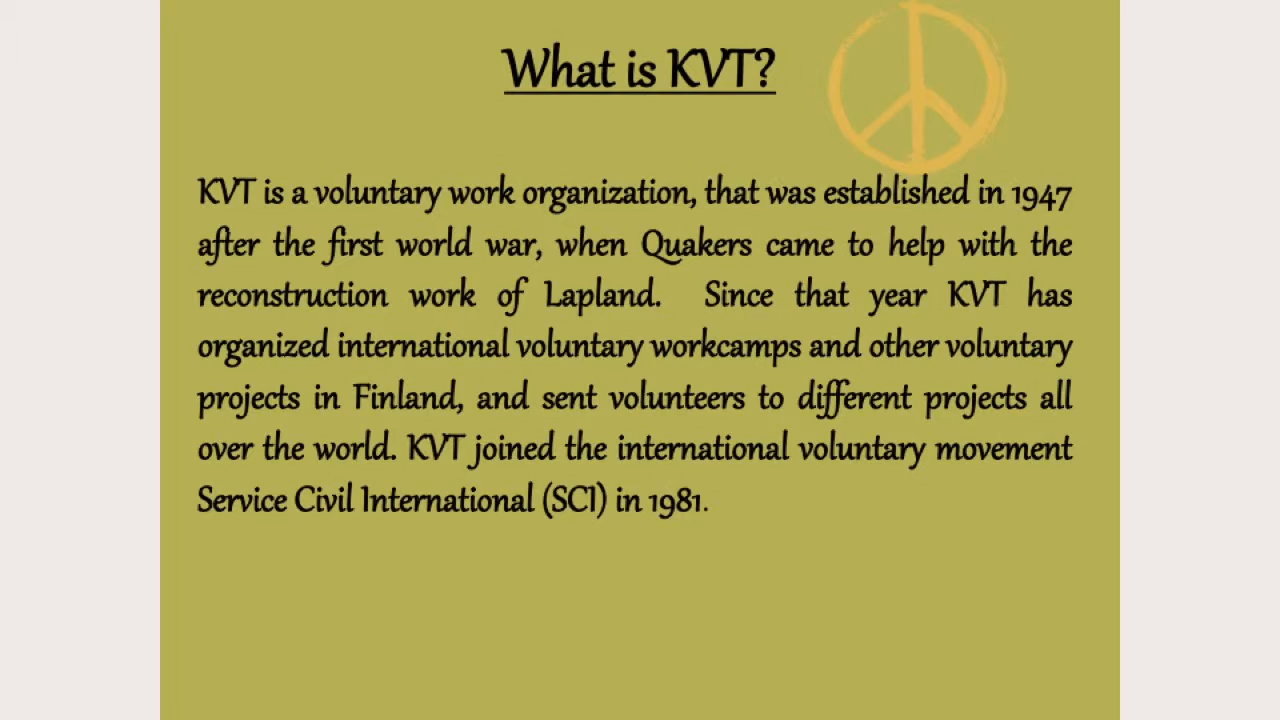 What is KVT?
KVT is a voluntary work organization, that was established in 1947
after the first world war, when Quakers came to help with the
reconstruction work of Lapland. Since that year KVT has
organized international voluntary workcamps and other voluntary
projects in Finland, and sent volunteers to different projects all
over the world. KVT joined the international voluntary movement
Service Civil International (SCI) in 1981.